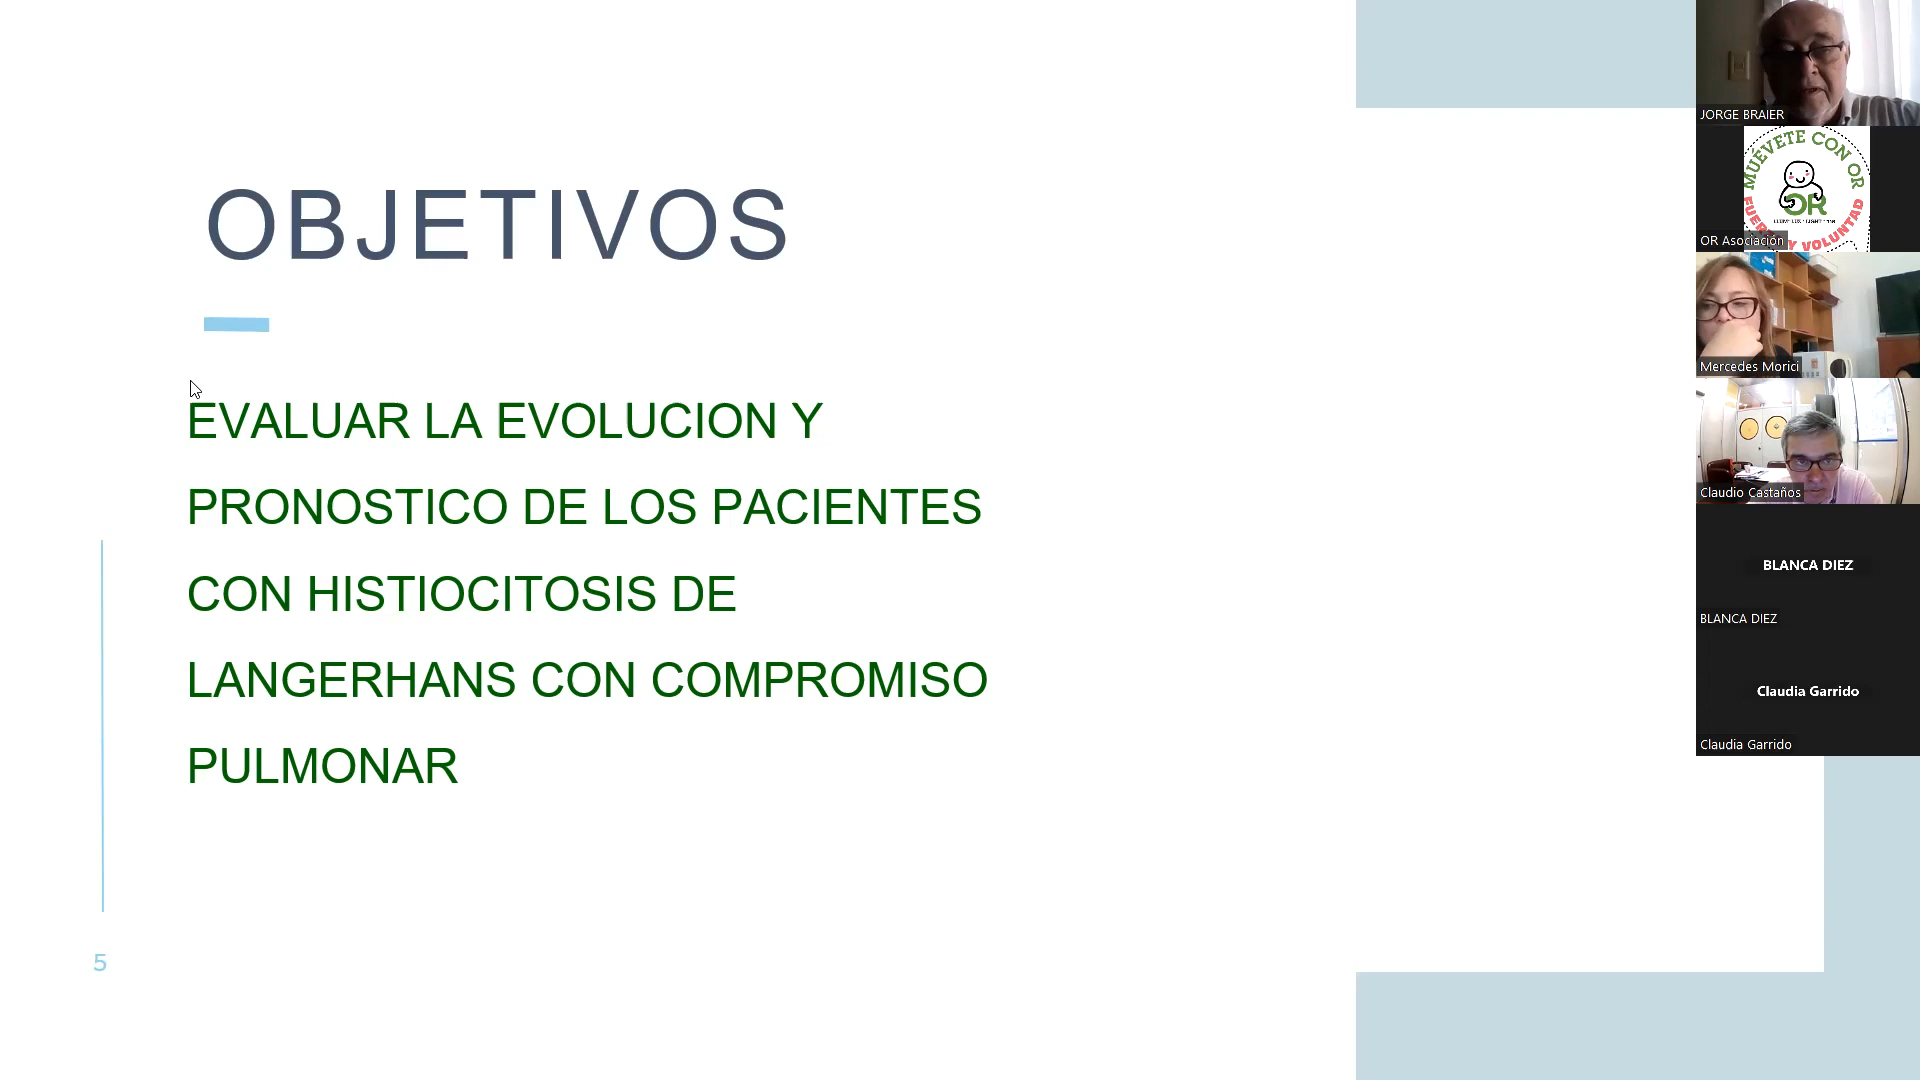 OBJETIVOS
EVALUAR LA EVOLUCION Y
PRONOSTICO DE LOS PACIENTES
CON HISTIOCITOSIS DE
LANGERHANS CON COMPROMISO
PULMONAR
5
JORGE BRAIER
MUÉVETE CON OR
OR
Y VOLUNTAD
OR Asociación
Mercedes Morici
Claudio Castaños
BLANCA DIEZ
BLANCA DIEZ
Claudia Garrido
Claudia Garrido